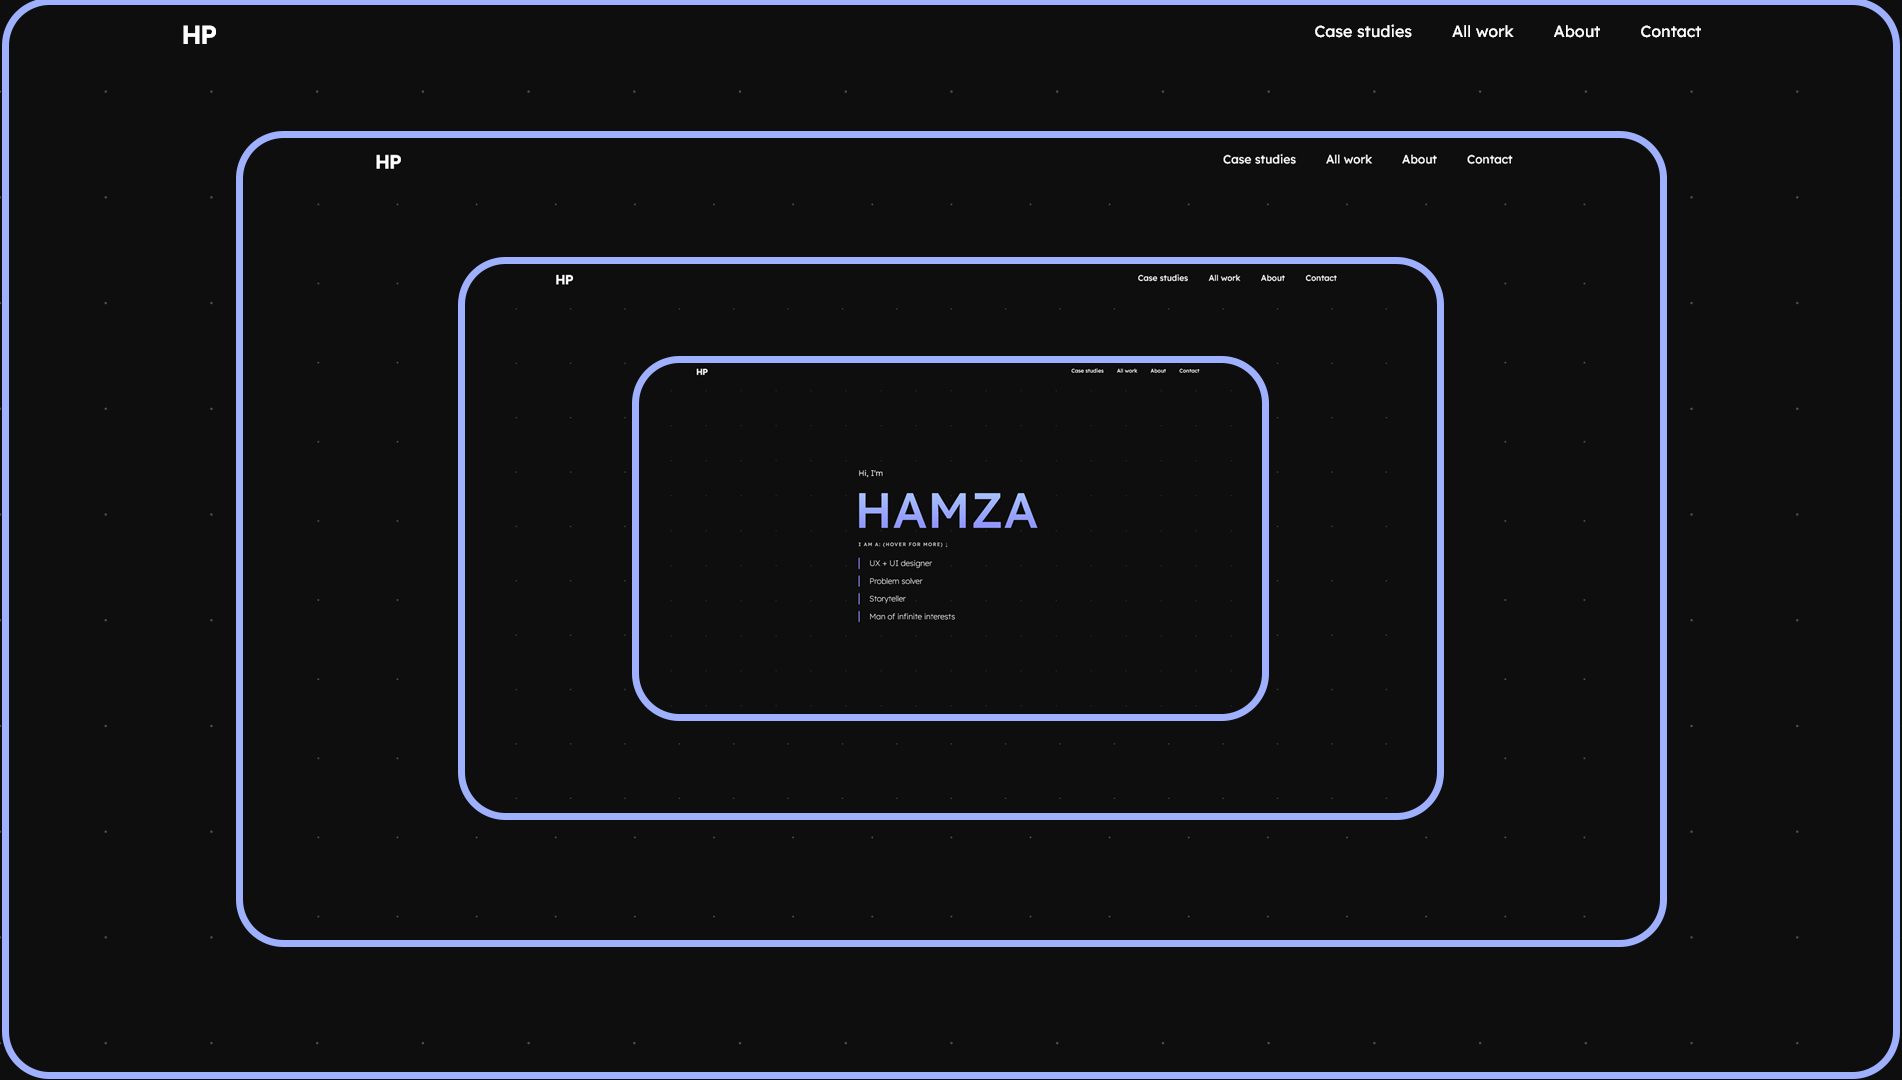 HP Case studies All work About Contact
HP Case studies All work About Contact
HP Case studies All work About Contact
HP Case studies All work About Contact
Hi, I'm
HAMZA
I AM A: (HOVER FOR MORE) ↓
UX + UI designer
Problem solver
Storyteller
Man of infinite interests